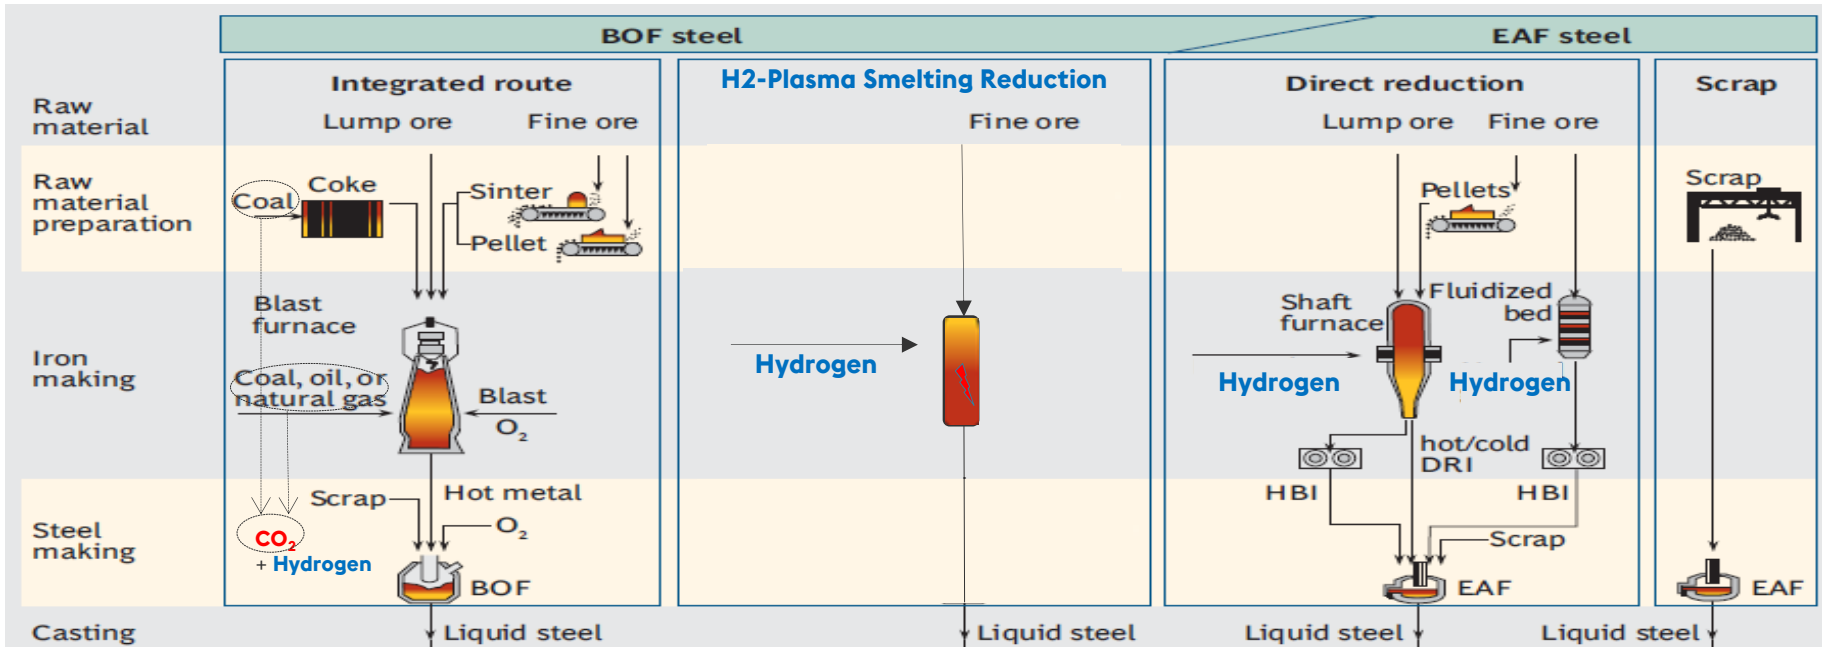 BOF steel
EAF steel
Integrated route
H2-Plasma Smelting Reduction
Direct reduction
Scrap
Raw
material
Lump ore
Fine ore
Fine ore
Lump ore
Fine ore
Raw
material
preparation
Coal
Coke
Sinter
Pellet
Pellets
Scrap
Iron
making
Blast
furnace
Coal, oil, or
natural gas
Blast
O2
Hydrogen
Shaft
furnace
Fluidized
bed
Hydrogen
Hydrogen
hot/cold
DRI
HBI
HBI
Steel
making
Scrap
Hot metal
O2
CO2
+ Hydrogen
BOF
Scrap
EAF
EAF
Casting
Liquid steel
Liquid steel
Liquid steel
Liquid steel